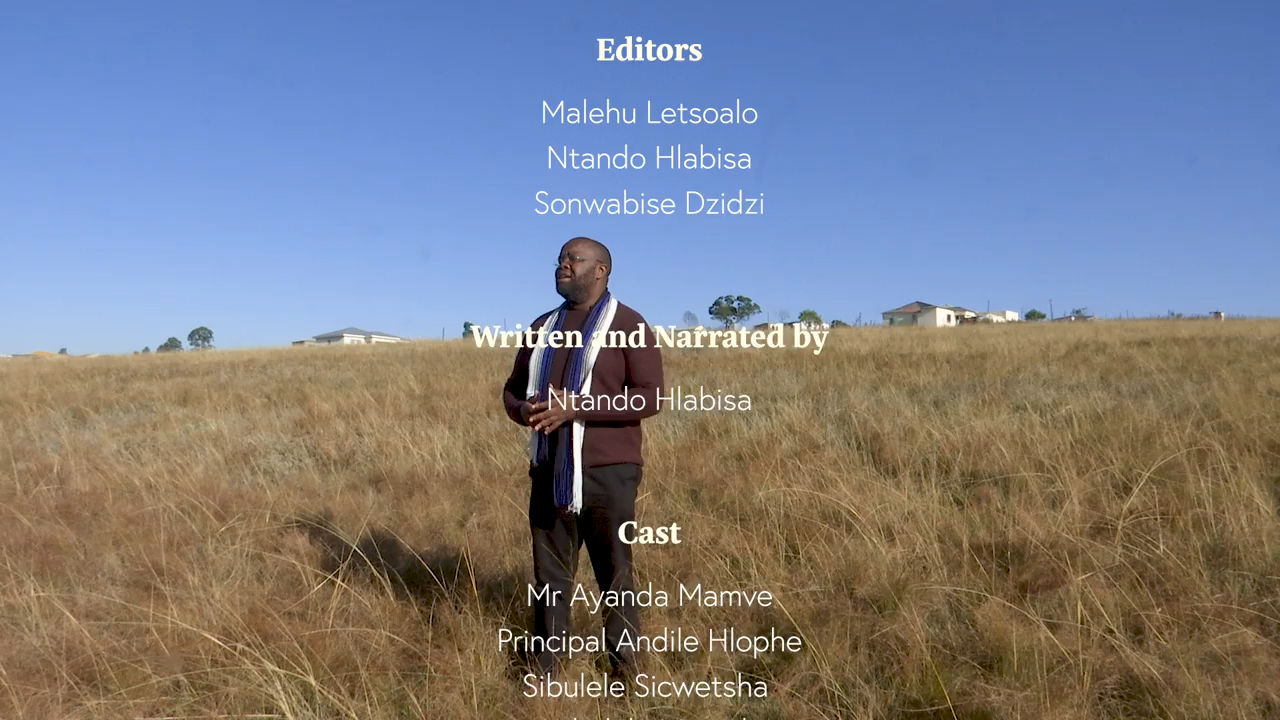 Editors
Malehu Letsoalo
Ntando Hlabisa
Sonwabise Dzidzi
Written and Narrated by
Ntando Hlabisa
Cast
Mr Ayanda Mamve
Principal Andile Hlophe
Sibulele Sicwetsha